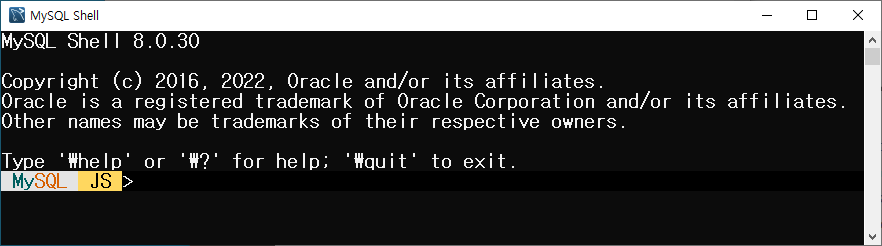 MySQL Shell
MySQL Shell 8.0.30
Copyright (c) 2016, 2022, Oracle and/or its affiliates.
Oracle is a registered trademark of Oracle Corporation and/or its affiliates.
Other names may be trademarks of their respective owners.
Type '₩help' or '₩?' for help; '₩quit' to exit.
MySQL JS >